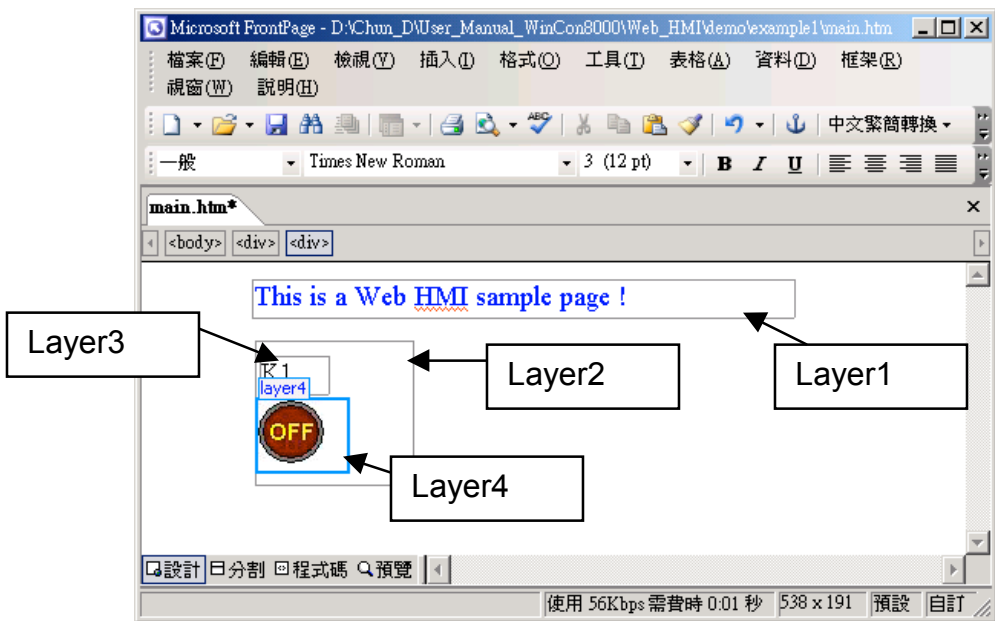 Microsoft FrontPage - D:\Chun_D\User_Manual_WinCon8000\Web_HMI\demo\example1\main.htm
檔案(F) 編輯(E) 檢視(V) 插入(I) 格式(O) 工具(T) 表格(A) 資料(D) 框架(R)
視窗(W) 說明(H)
ABC 中文繁簡轉換
一般 Times New Roman 3 (12 pt) B I U
main.htm*
<body> <div> <div>
This is a Web HMI sample page !
Layer3
Layer2
Layer1
K1
layer4
OFF
Layer4
設計 分割 程式碼 預覽
使用 56Kbps 需費時 0:01 秒 538 x 191 預設 自訂